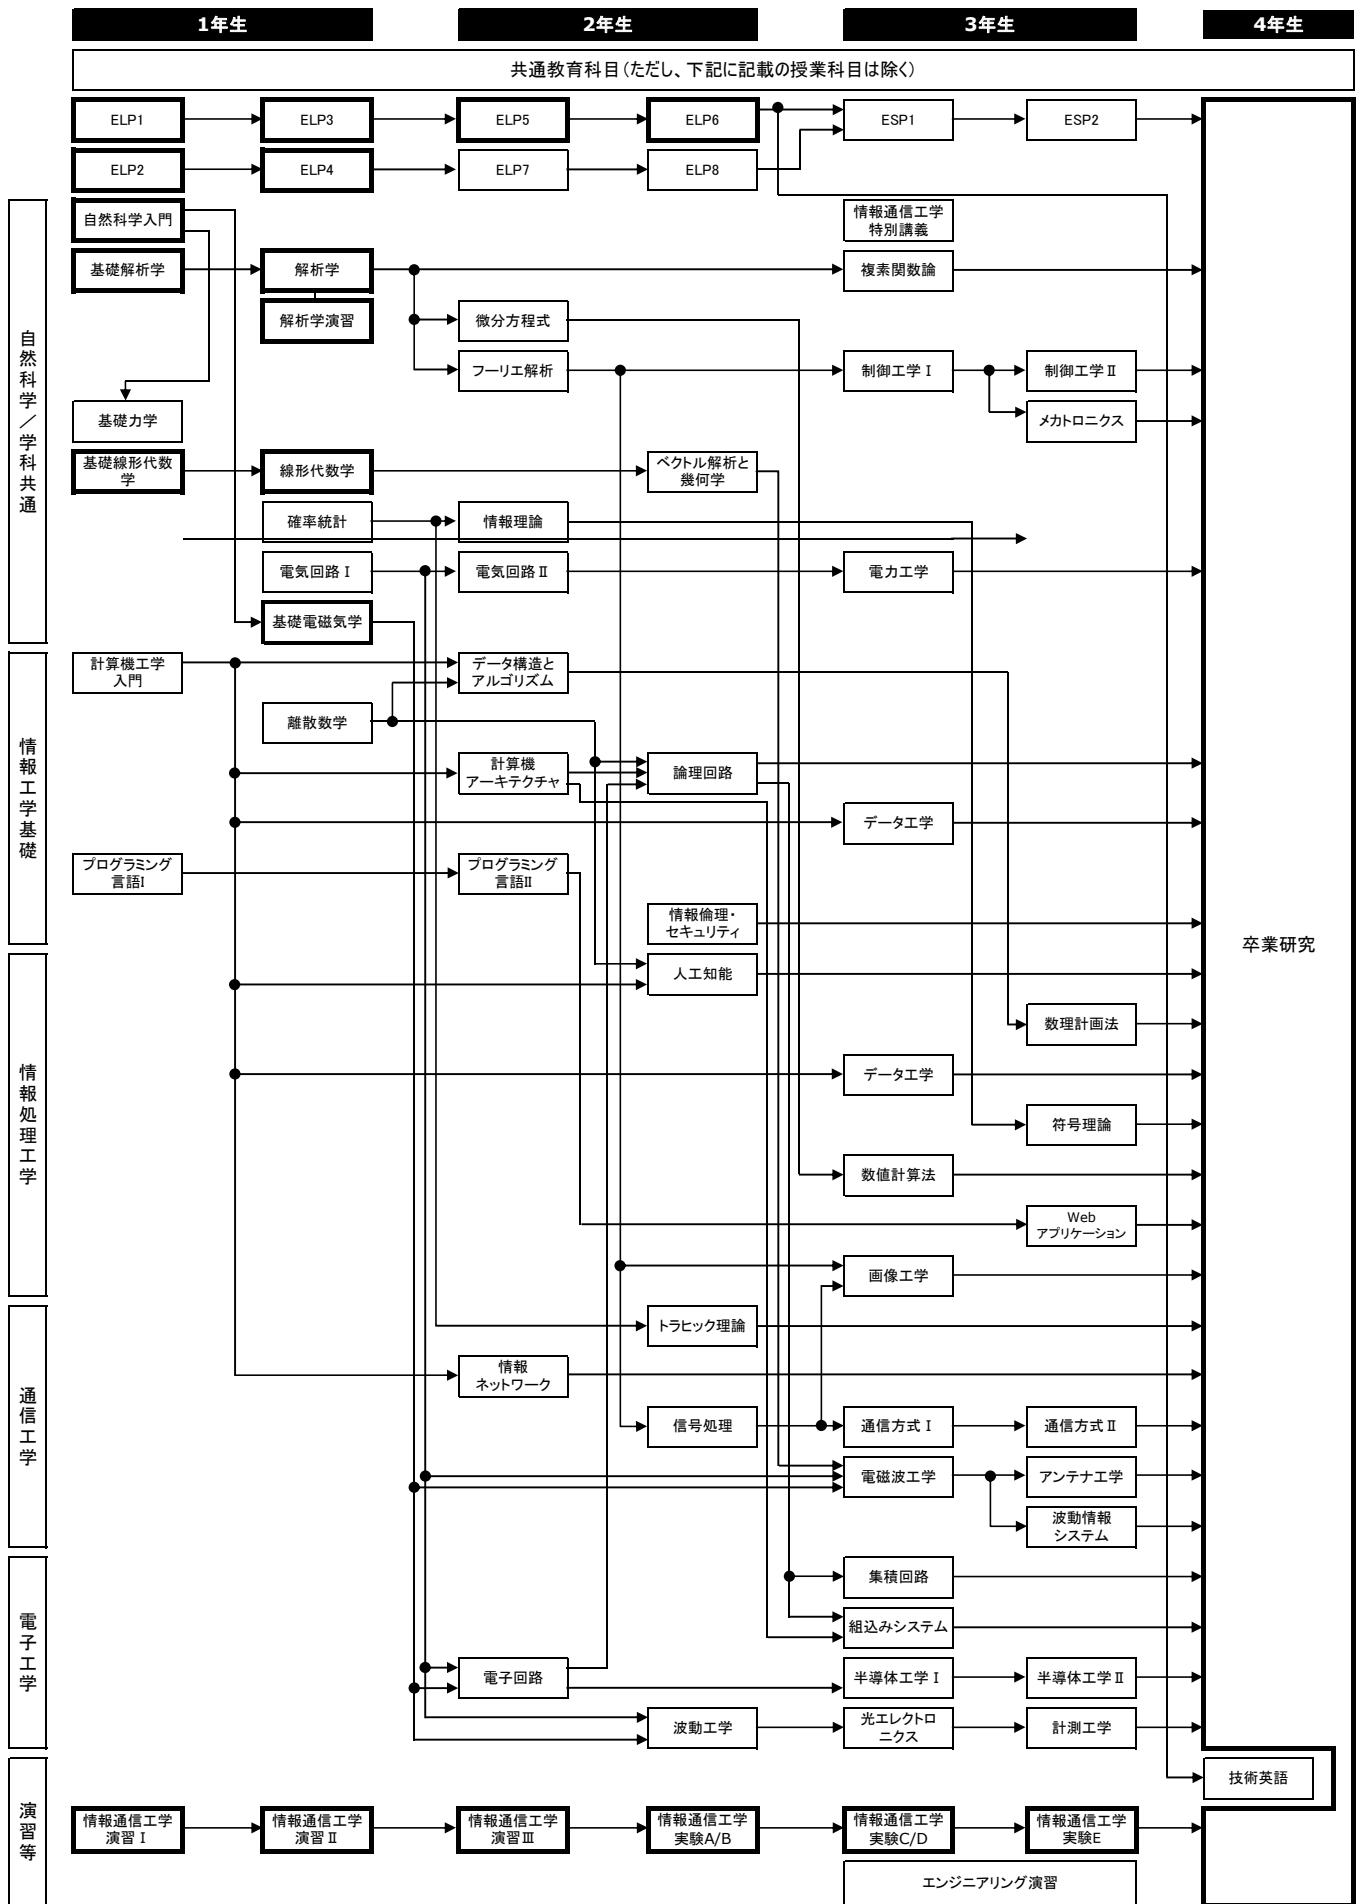 1年生
2年生
3年生
4年生
共通教育科目(ただし、下記に記載の授業科目は除く)
ELP1
ELP3
ELP5
ELP6
ESP1
ESP2
ELP2
ELP4
ELP7
ELP8
自然科学/学科共通
自然科学入門
情報通信工学
特別講義
基礎解析学
解析学
複素関数論
解析学演習
微分方程式
フーリエ解析
制御工学Ⅰ
制御工学Ⅱ
基礎力学
メカトロニクス
基礎線形代数
学
線形代数学
ベクトル解析と
幾何学
確率統計
情報理論
電気回路Ⅰ
電気回路Ⅱ
電力工学
基礎電磁気学
情報工学基礎
計算機工学
入門
データ構造と
アルゴリズム
離散数学
計算機
アーキテクチャ
論理回路
データ工学
プログラミング
言語I
プログラミング
言語II
情報倫理・
セキュリティ
卒業研究
情報処理工学
人工知能
数理計画法
データ工学
符号理論
数値計算法
Web
アプリケーション
画像工学
通信工学
トラヒック理論
情報
ネットワーク
信号処理
通信方式Ⅰ
通信方式Ⅱ
電磁波工学
アンテナ工学
波動情報
システム
電子工学
集積回路
組込みシステム
電子回路
半導体工学Ⅰ
半導体工学Ⅱ
波動工学
光エレクトロ
ニクス
計測工学
演習等
技術英語
情報通信工学
演習Ⅰ
情報通信工学
演習Ⅱ
情報通信工学
演習Ⅲ
情報通信工学
実験A/B
情報通信工学
実験C/D
情報通信工学
実験E
エンジニアリング演習